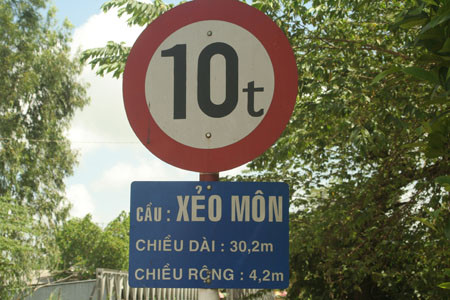 10t
CẦU : XẺO MÔN
CHIỀU DÀI : 30,2m
CHIỀU RỘNG : 4,2m